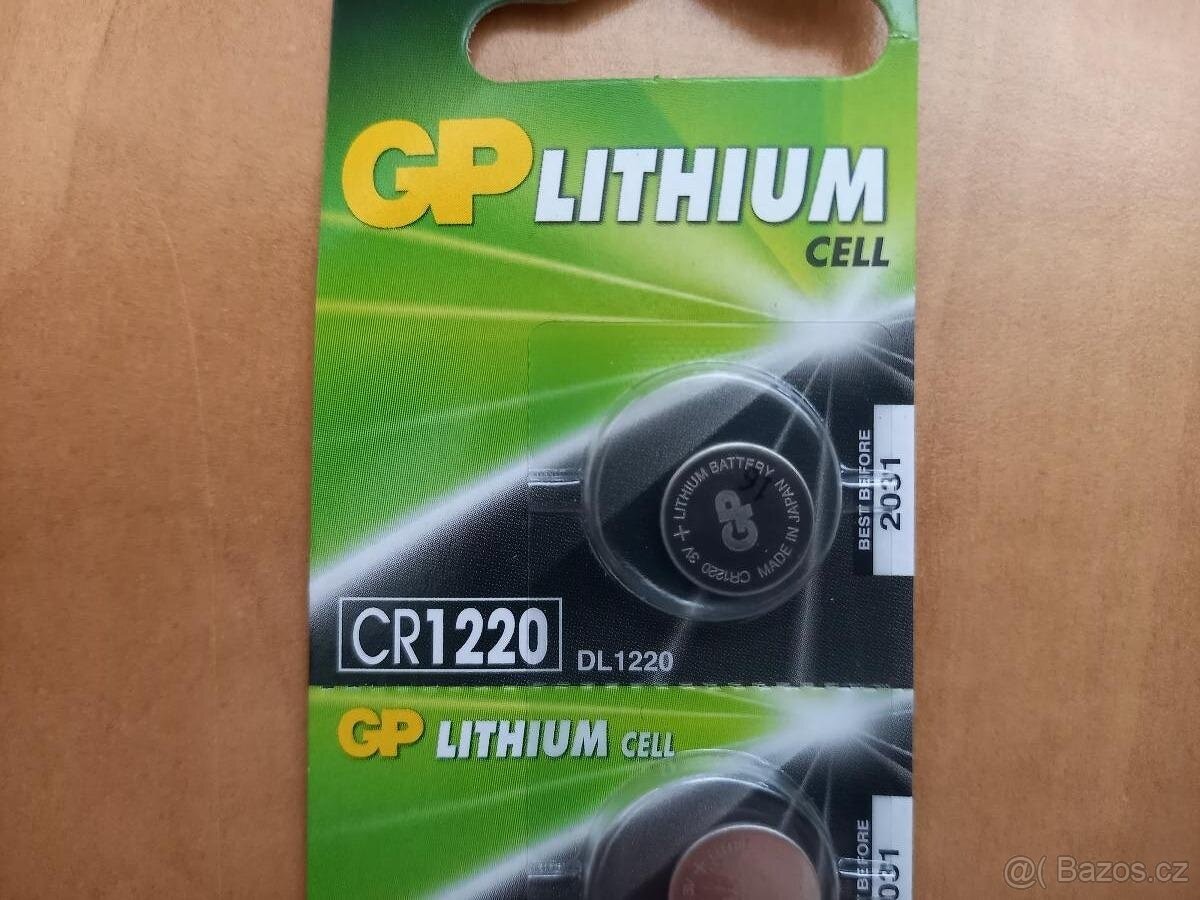 GP LITHIUM
CELL
CR1220 3V + LITHIUM BATTERY
16
GP
MADE IN JAPAN
BEST BEFORE
2031
CR1220 DL1220
GP LITHIUM CELL
BEFORE
@( Bazos.cz